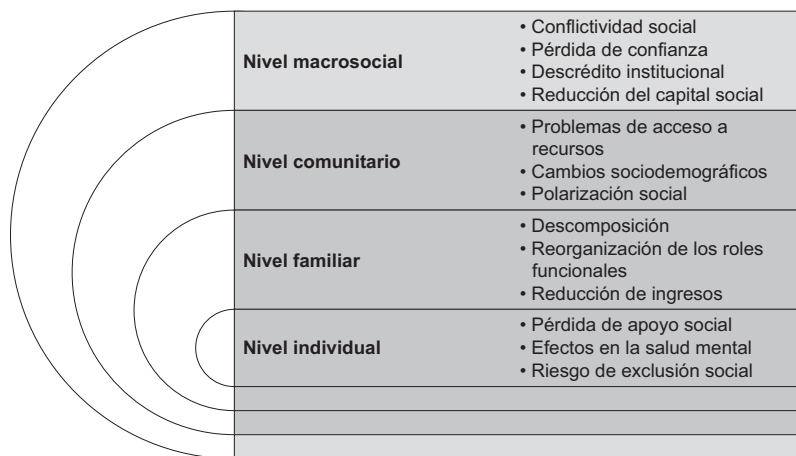 Nivel macrosocial
• Conflictividad social
• Pérdida de confianza
• Descrédito institucional
• Reducción del capital social
Nivel comunitario
• Problemas de acceso a
recursos
• Cambios sociodemográficos
• Polarización social
Nivel familiar
• Descomposición
• Reorganización de los roles
funcionales
• Reducción de ingresos
Nivel individual
• Pérdida de apoyo social
• Efectos en la salud mental
• Riesgo de exclusión social